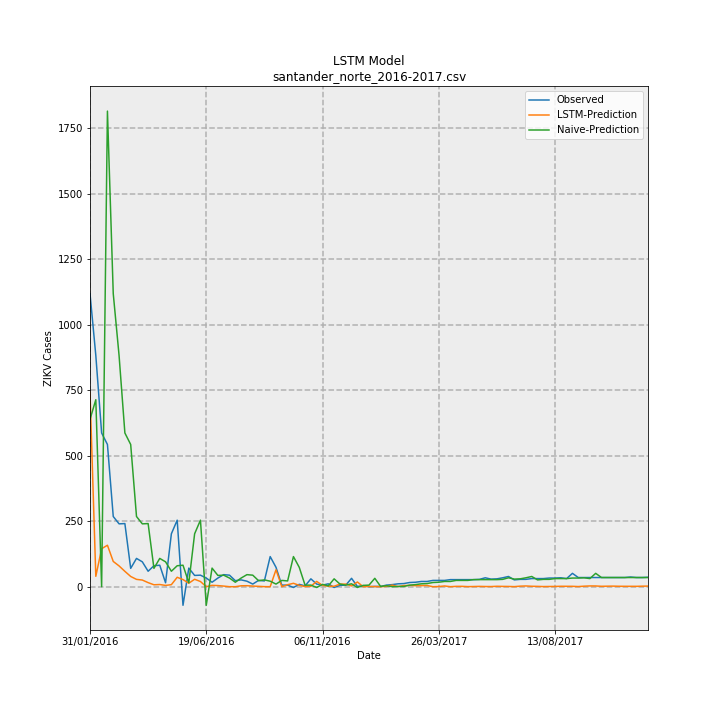 LSTM Model
santander_norte_2016-2017.csv
Observed
LSTM-Prediction
Naive-Prediction
ZIKV Cases
1750
1500
1250
1000
750
500
250
0
31/01/2016
19/06/2016
06/11/2016
26/03/2017
13/08/2017
Date